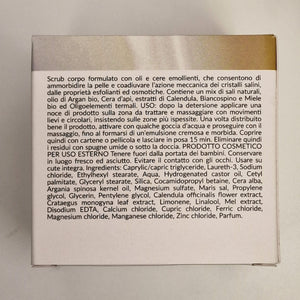 Scrub corpo formulato con oli e cere emollienti, che consentono di
ammorbidire la pelle e coadiuvare l'azione meccanica dei cristalli salini,
dalle proprietà esfolianti ed osmotiche. Contiene un mix di sali naturali,
olio di Argan bio, Cera d'api, estratti di Calendula, Biancospino e Miele
bio ed Oligoelementi termali. USO: dopo la detersione applicare una
noce di prodotto sulla zona da trattare e massaggiare con movimenti
lievi e circolari, insistendo sulle zone più ispessite. Una volta distribuito
bene il prodotto, attivare con qualche goccia d'acqua e proseguire con il
massaggio, fino al formarsi di un'emulsione cremosa e morbida. Coprire
quindi con cartene o pellicola e lasciare in posa 15 min. Eliminare quindi
i residui con spugne umide o sotto la doccia. PRODOTTO COSMETICO
PER USO ESTERNO Tenere fuori dalla portata dei bambini. Conservare
in luogo fresco ed asciutto. Evitare il contatto con gli occhi. Usare su
cute integra. Ingredients: Caprylic/capric triglyceride, Laureth-3, Sodium
chloride, Ethylhexyl stearate, Aqua, Hydrogenated castor oil, Cetyl
palmitate, Glyceryl stearate, Silica, Cocamidopropyl betaine, Cera alba,
Argania spinosa kernel oil, Magnesium sulfate, Maris sal, Propylene
glycol, Glycerin, Pentylene glycol, Calendula officinalis flower extract,
Crataegus monogyna leaf extract, Limonene, Linalool, Mel extract,
Disodium EDTA, Calcium chloride, Cupric chloride, Ferric chloride,
Magnesium chloride, Manganese chloride, Zinc chloride, Parfum.